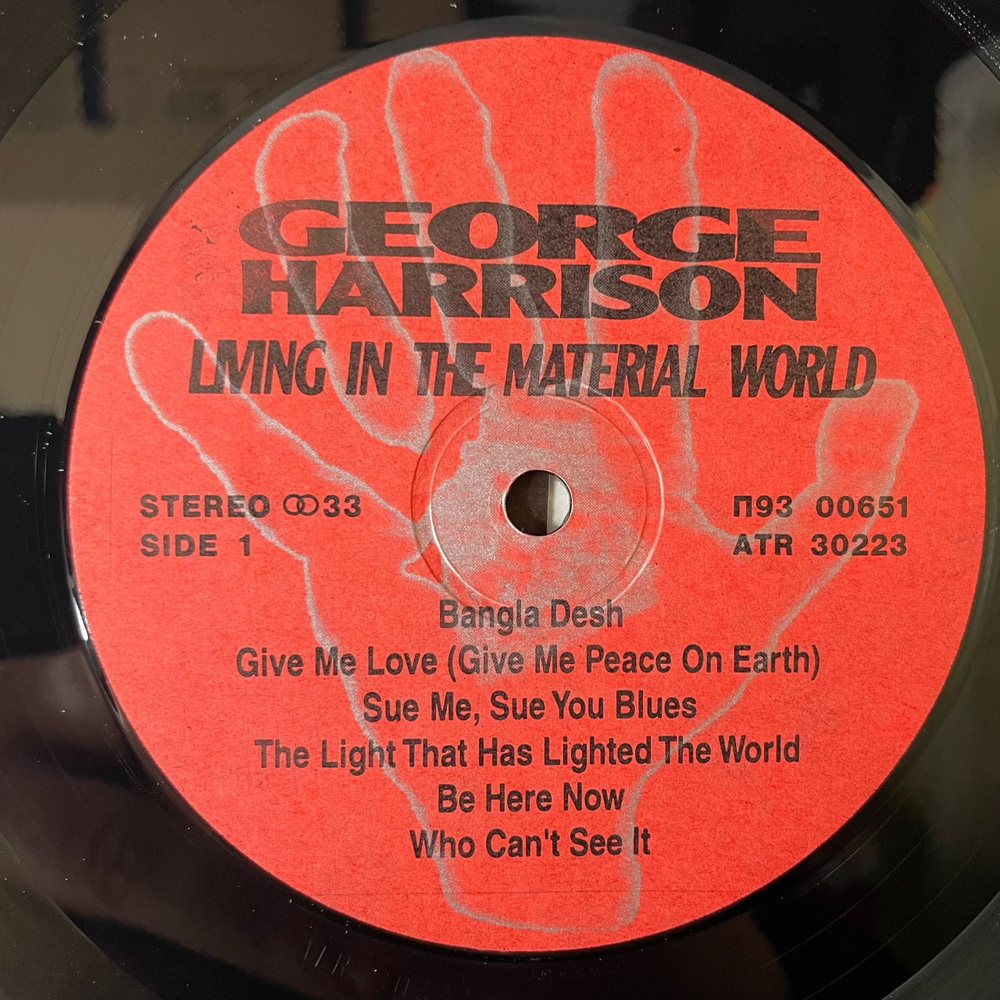 GEORGE
HARRISON
LIVING IN THE MATERIAL WORLD
STEREO 33
SIDE 1
П93 00651
ATR 30223
Bangla Desh
Give Me Love (Give Me Peace On Earth)
Sue Me, Sue You Blues
The Light That Has Lighted The World
Be Here Now
Who Can't See It